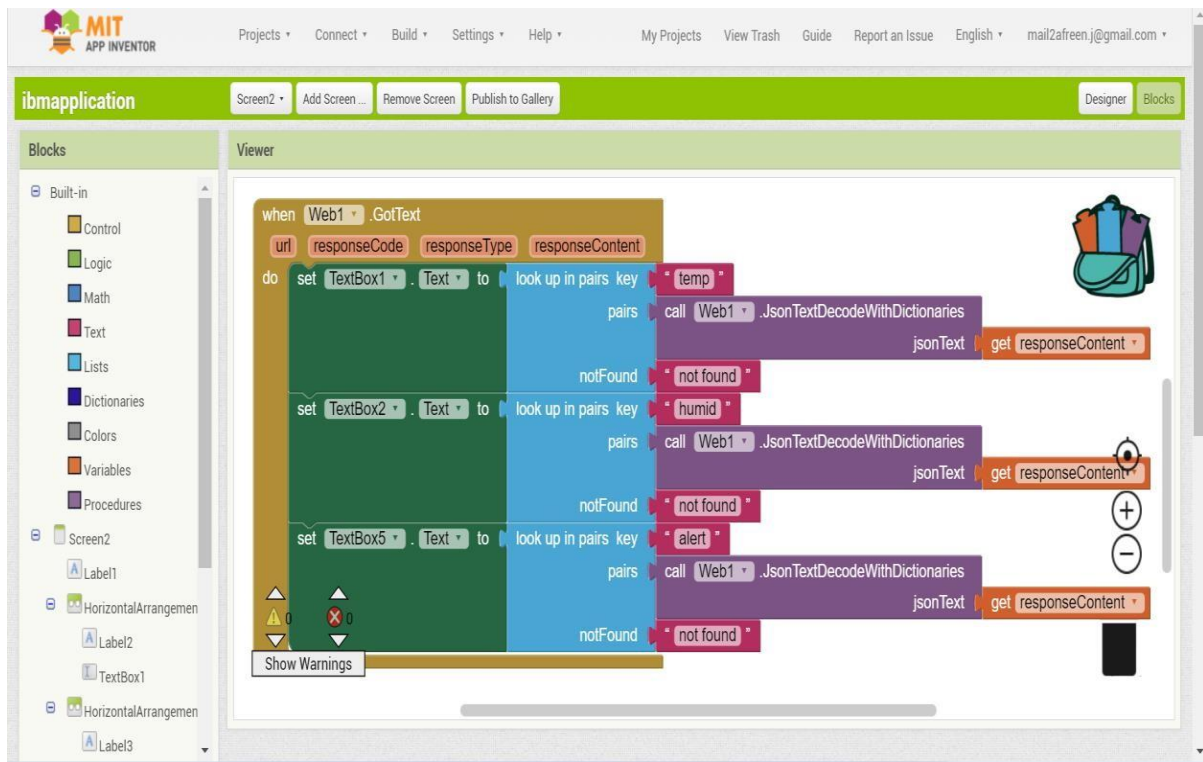 MIT
APP INVENTOR
Projects Connect Build Settings Help My Projects View Trash Guide Report an Issue English mail2afreen.j@gmail.com
ibmapplication Screen2 Add Screen ... Remove Screen Publish to Gallery Designer Blocks
Blocks Viewer
Built-in
Control
Logic
Math
Text
Lists
Dictionaries
Colors
Variables
Procedures
Screen2
Label1
HorizontalArrangemen
Label2
TextBox1
HorizontalArrangemen
Label3
when Web1 .GotText
url responseCode responseType responseContent
do set TextBox1 . Text to look up in pairs key " temp "
pairs call Web1 .JsonTextDecodeWithDictionaries
jsonText get responseContent
notFound " not found "
set TextBox2 . Text to look up in pairs key " humid "
pairs call Web1 .JsonTextDecodeWithDictionaries
jsonText get responseContent
notFound " not found "
set TextBox5 . Text to look up in pairs key " alert "
pairs call Web1 .JsonTextDecodeWithDictionaries
jsonText get responseContent
notFound " not found "
0 0
Show Warnings